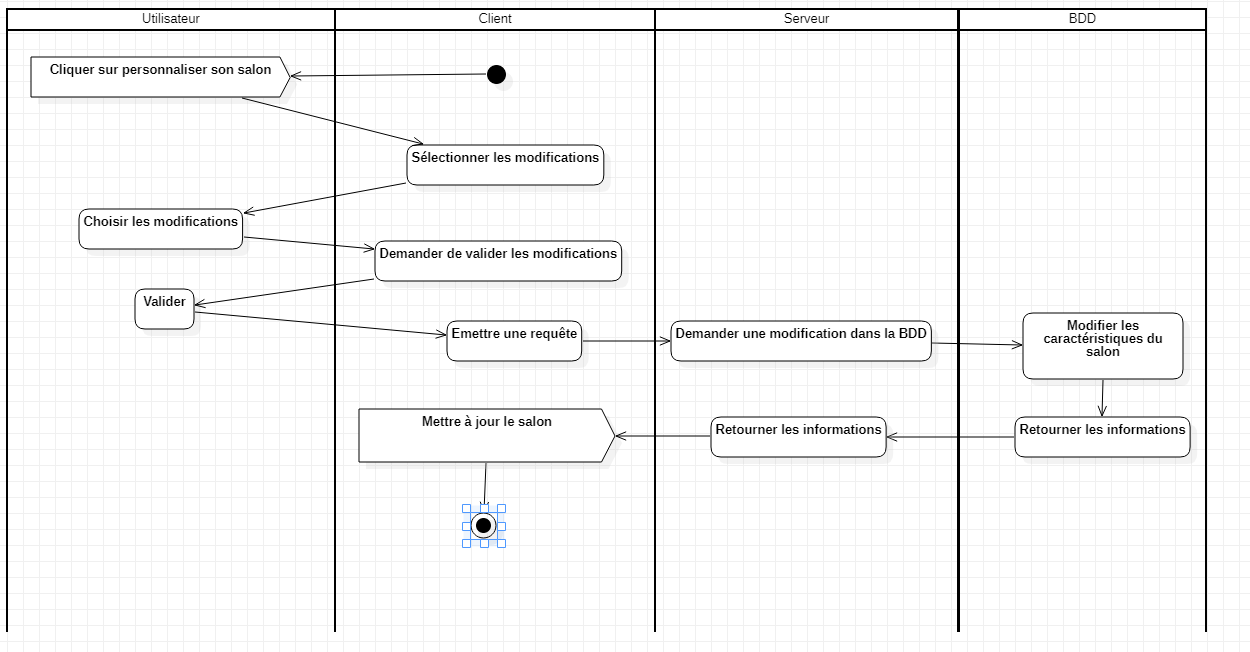 Utilisateur
Client
Serveur
BDD
Cliquer sur personnaliser son salon
Sélectionner les modifications
Choisir les modifications
Demander de valider les modifications
Valider
Emettre une requête
Demander une modification dans la BDD
Modifier les
caractéristiques du
salon
Mettre à jour le salon
Retourner les informations
Retourner les informations